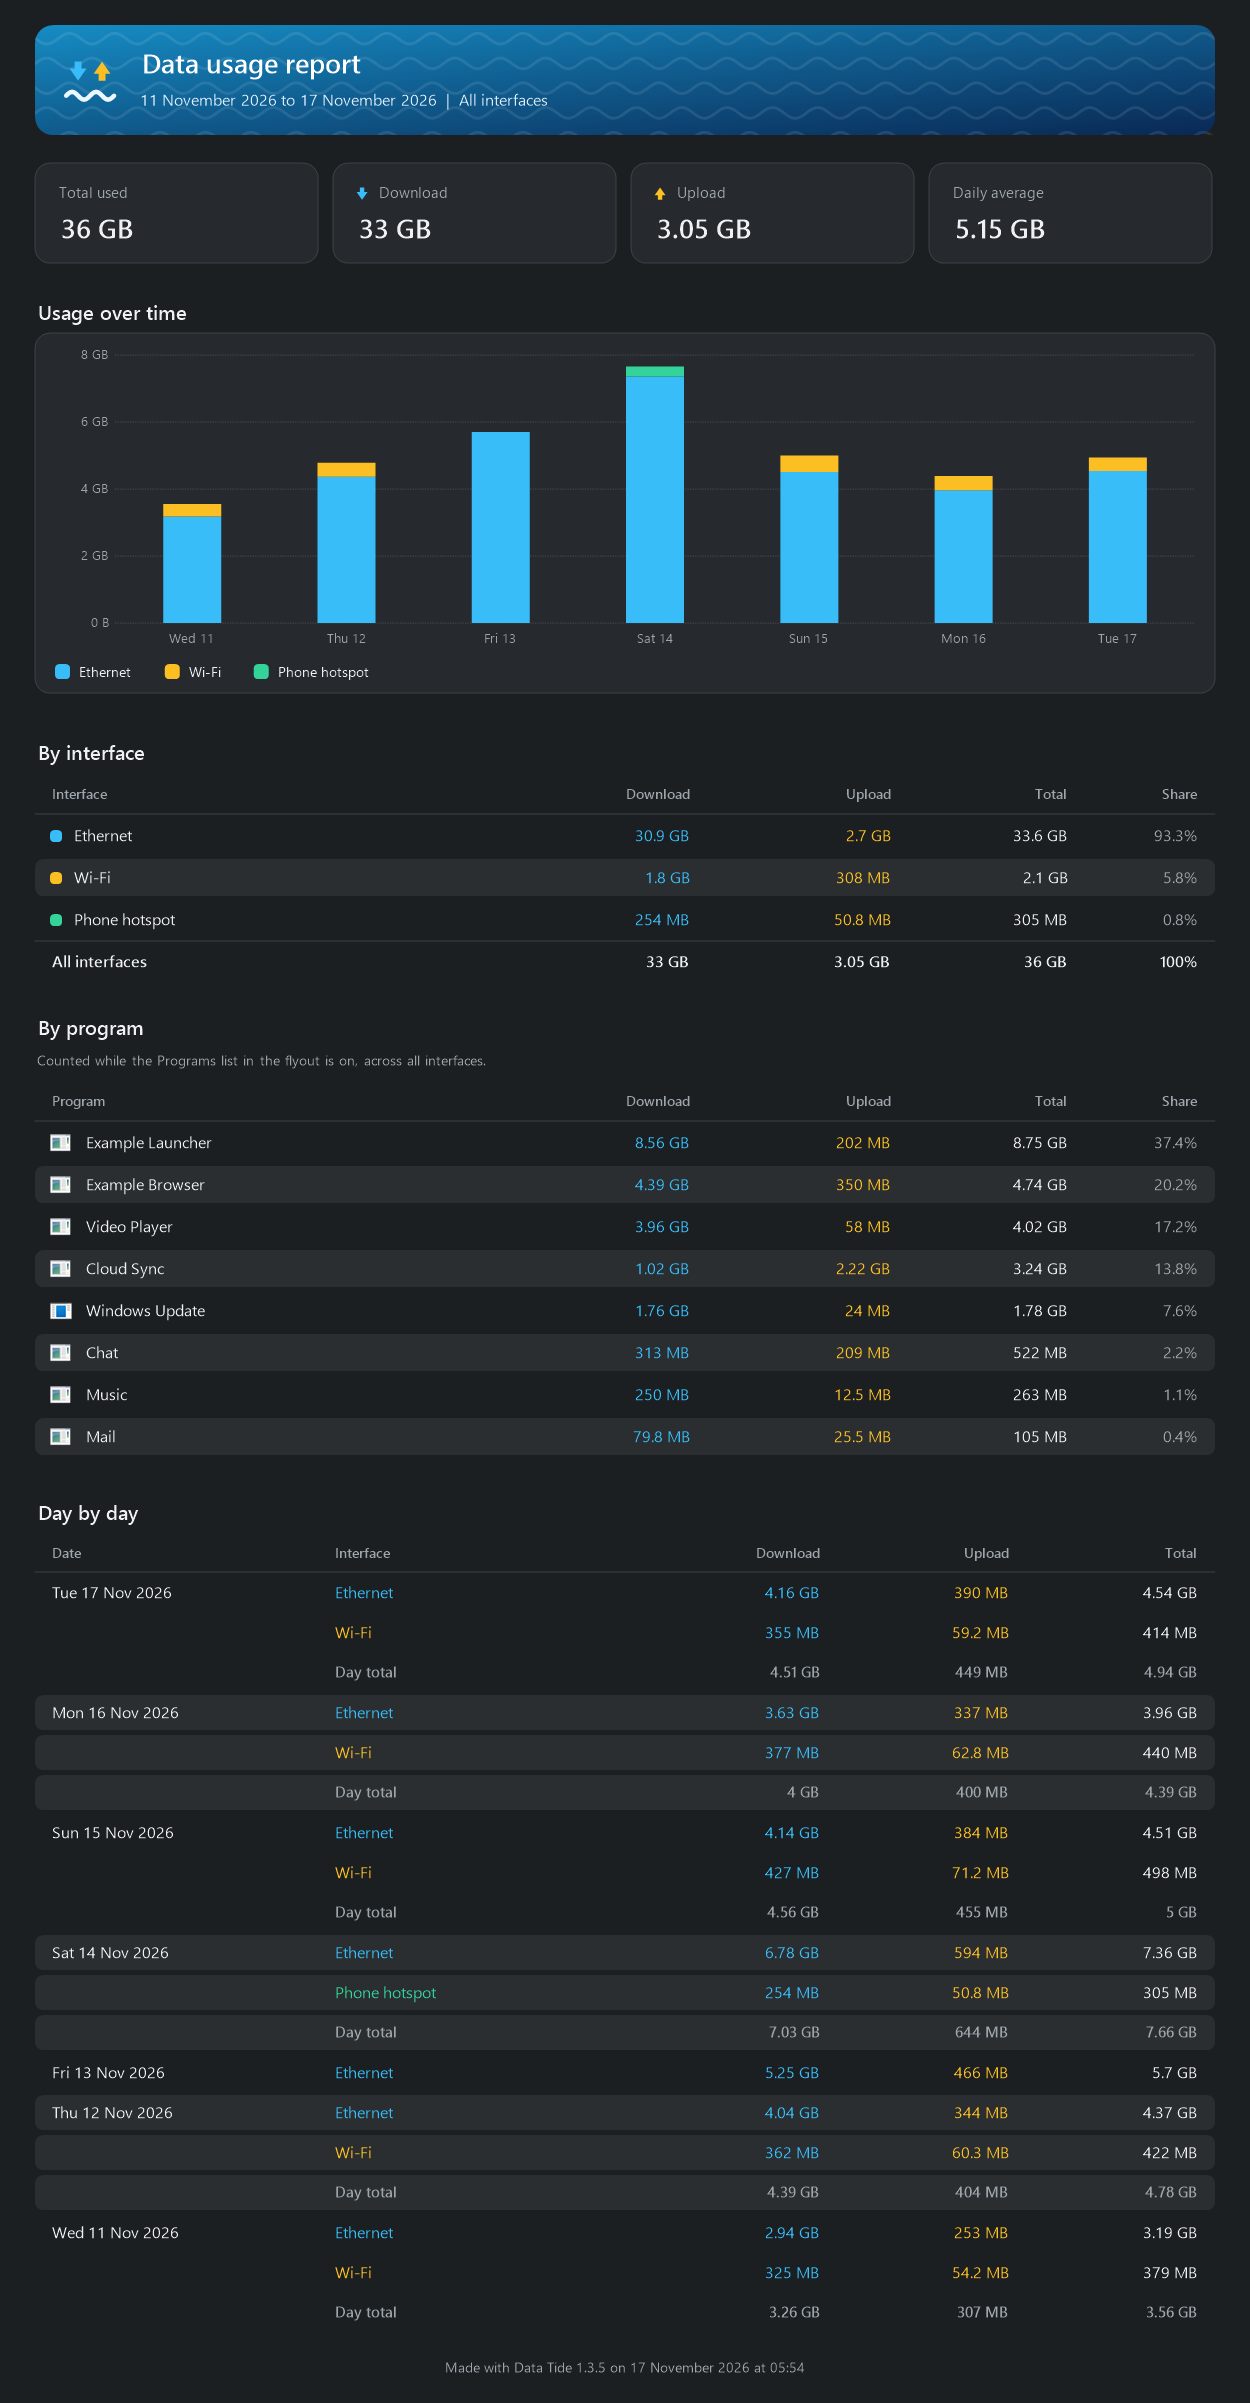 Data usage report
11 November 2026 to 17 November 2026 | All interfaces
Total used
36 GB
Download
33 GB
Upload
3.05 GB
Daily average
5.15 GB
Usage over time
8 GB
6 GB
4 GB
2 GB
0 B
Wed 11 Thu 12 Fri 13 Sat 14 Sun 15 Mon 16 Tue 17
Ethernet Wi-Fi Phone hotspot
By interface
Interface Download Upload Total Share
Ethernet 30.9 GB 2.7 GB 33.6 GB 93.3%
Wi-Fi 1.8 GB 308 MB 2.1 GB 5.8%
Phone hotspot 254 MB 50.8 MB 305 MB 0.8%
All interfaces 33 GB 3.05 GB 36 GB 100%
By program
Counted while the Programs list in the flyout is on, across all interfaces.
Program Download Upload Total Share
Example Launcher 8.56 GB 202 MB 8.75 GB 37.4%
Example Browser 4.39 GB 350 MB 4.74 GB 20.2%
Video Player 3.96 GB 58 MB 4.02 GB 17.2%
Cloud Sync 1.02 GB 2.22 GB 3.24 GB 13.8%
Windows Update 1.76 GB 24 MB 1.78 GB 7.6%
Chat 313 MB 209 MB 522 MB 2.2%
Music 250 MB 12.5 MB 263 MB 1.1%
Mail 79.8 MB 25.5 MB 105 MB 0.4%
Day by day
Date Interface Download Upload Total
Tue 17 Nov 2026 Ethernet 4.16 GB 390 MB 4.54 GB
Wi-Fi 355 MB 59.2 MB 414 MB
Day total 4.51 GB 449 MB 4.94 GB
Mon 16 Nov 2026 Ethernet 3.63 GB 337 MB 3.96 GB
Wi-Fi 377 MB 62.8 MB 440 MB
Day total 4 GB 400 MB 4.39 GB
Sun 15 Nov 2026 Ethernet 4.14 GB 384 MB 4.51 GB
Wi-Fi 427 MB 71.2 MB 498 MB
Day total 4.56 GB 455 MB 5 GB
Sat 14 Nov 2026 Ethernet 6.78 GB 594 MB 7.36 GB
Phone hotspot 254 MB 50.8 MB 305 MB
Day total 7.03 GB 644 MB 7.66 GB
Fri 13 Nov 2026 Ethernet 5.25 GB 466 MB 5.7 GB
Thu 12 Nov 2026 Ethernet 4.04 GB 344 MB 4.37 GB
Wi-Fi 362 MB 60.3 MB 422 MB
Day total 4.39 GB 404 MB 4.78 GB
Wed 11 Nov 2026 Ethernet 2.94 GB 253 MB 3.19 GB
Wi-Fi 325 MB 54.2 MB 379 MB
Day total 3.26 GB 307 MB 3.56 GB
Made with Data Tide 1.3.5 on 17 November 2026 at 05:54